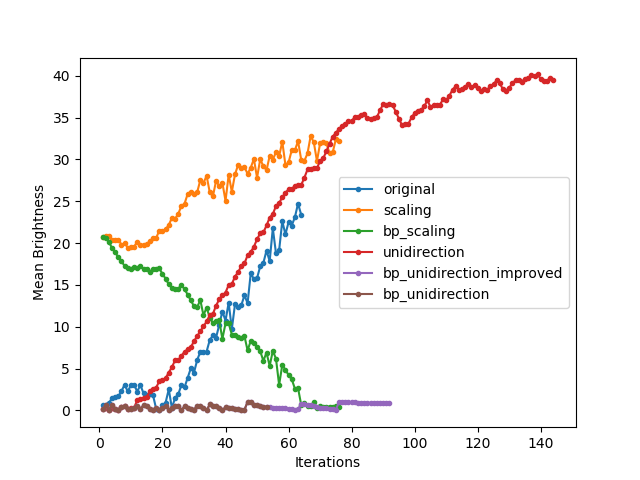 40
35
30
25
20
15
10
5
0
Mean Brightness
original
scaling
bp_scaling
unidirection
bp_unidirection_improved
bp_unidirection
0 20 40 60 80 100 120 140
Iterations